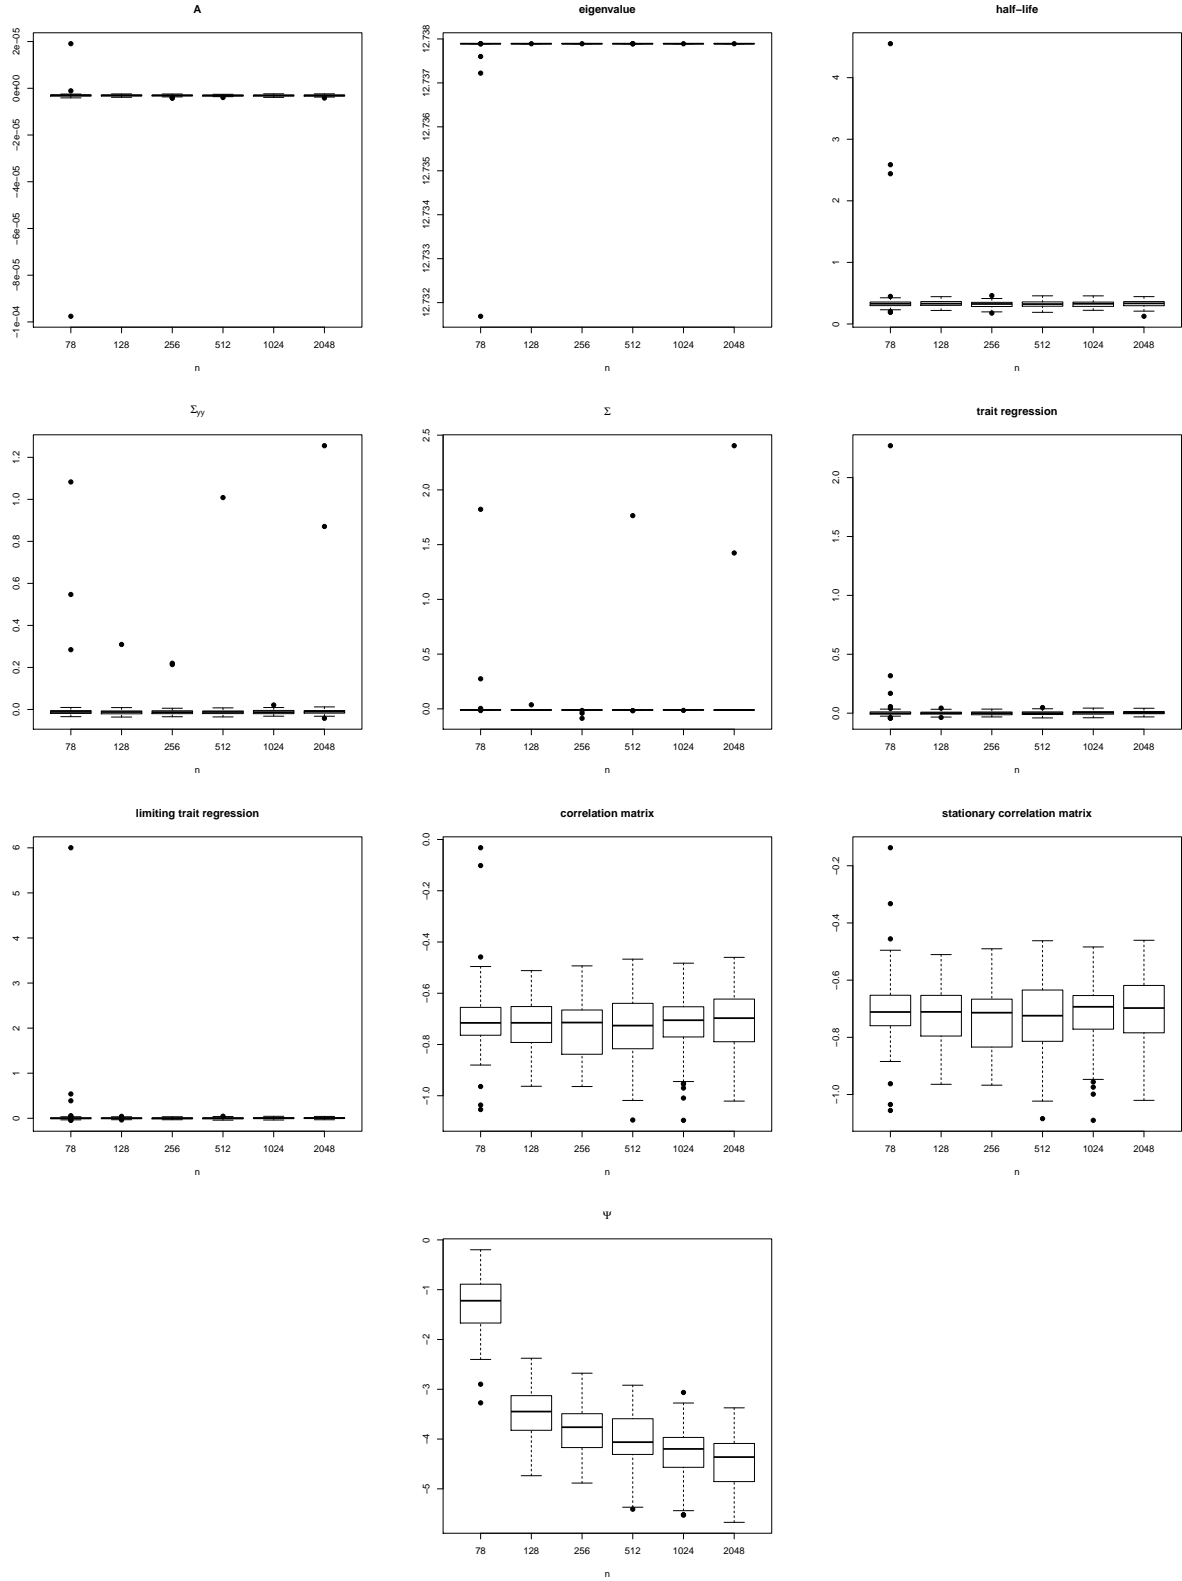 A
eigenvalue
half−life
2e−05
0e+00
−2e−05
−4e−05
−6e−05
−8e−05
−1e−04
78 128 256 512 1024 2048
n
12.738
12.737
12.736
12.735
12.734
12.733
12.732
78 128 256 512 1024 2048
n
4
3
2
1
0
78 128 256 512 1024 2048
n
Σyy
Σ
trait regression
1.2
1.0
0.8
0.6
0.4
0.2
0.0
78 128 256 512 1024 2048
n
2.5
2.0
1.5
1.0
0.5
0.0
78 128 256 512 1024 2048
n
2.0
1.5
1.0
0.5
0.0
78 128 256 512 1024 2048
n
limiting trait regression
correlation matrix
stationary correlation matrix
6
5
4
3
2
1
0
78 128 256 512 1024 2048
n
0.0
−0.2
−0.4
−0.6
−0.8
−1.0
78 128 256 512 1024 2048
n
−0.2
−0.4
−0.6
−0.8
−1.0
78 128 256 512 1024 2048
n
Ψ
0
−1
−2
−3
−4
−5
78 128 256 512 1024 2048
n